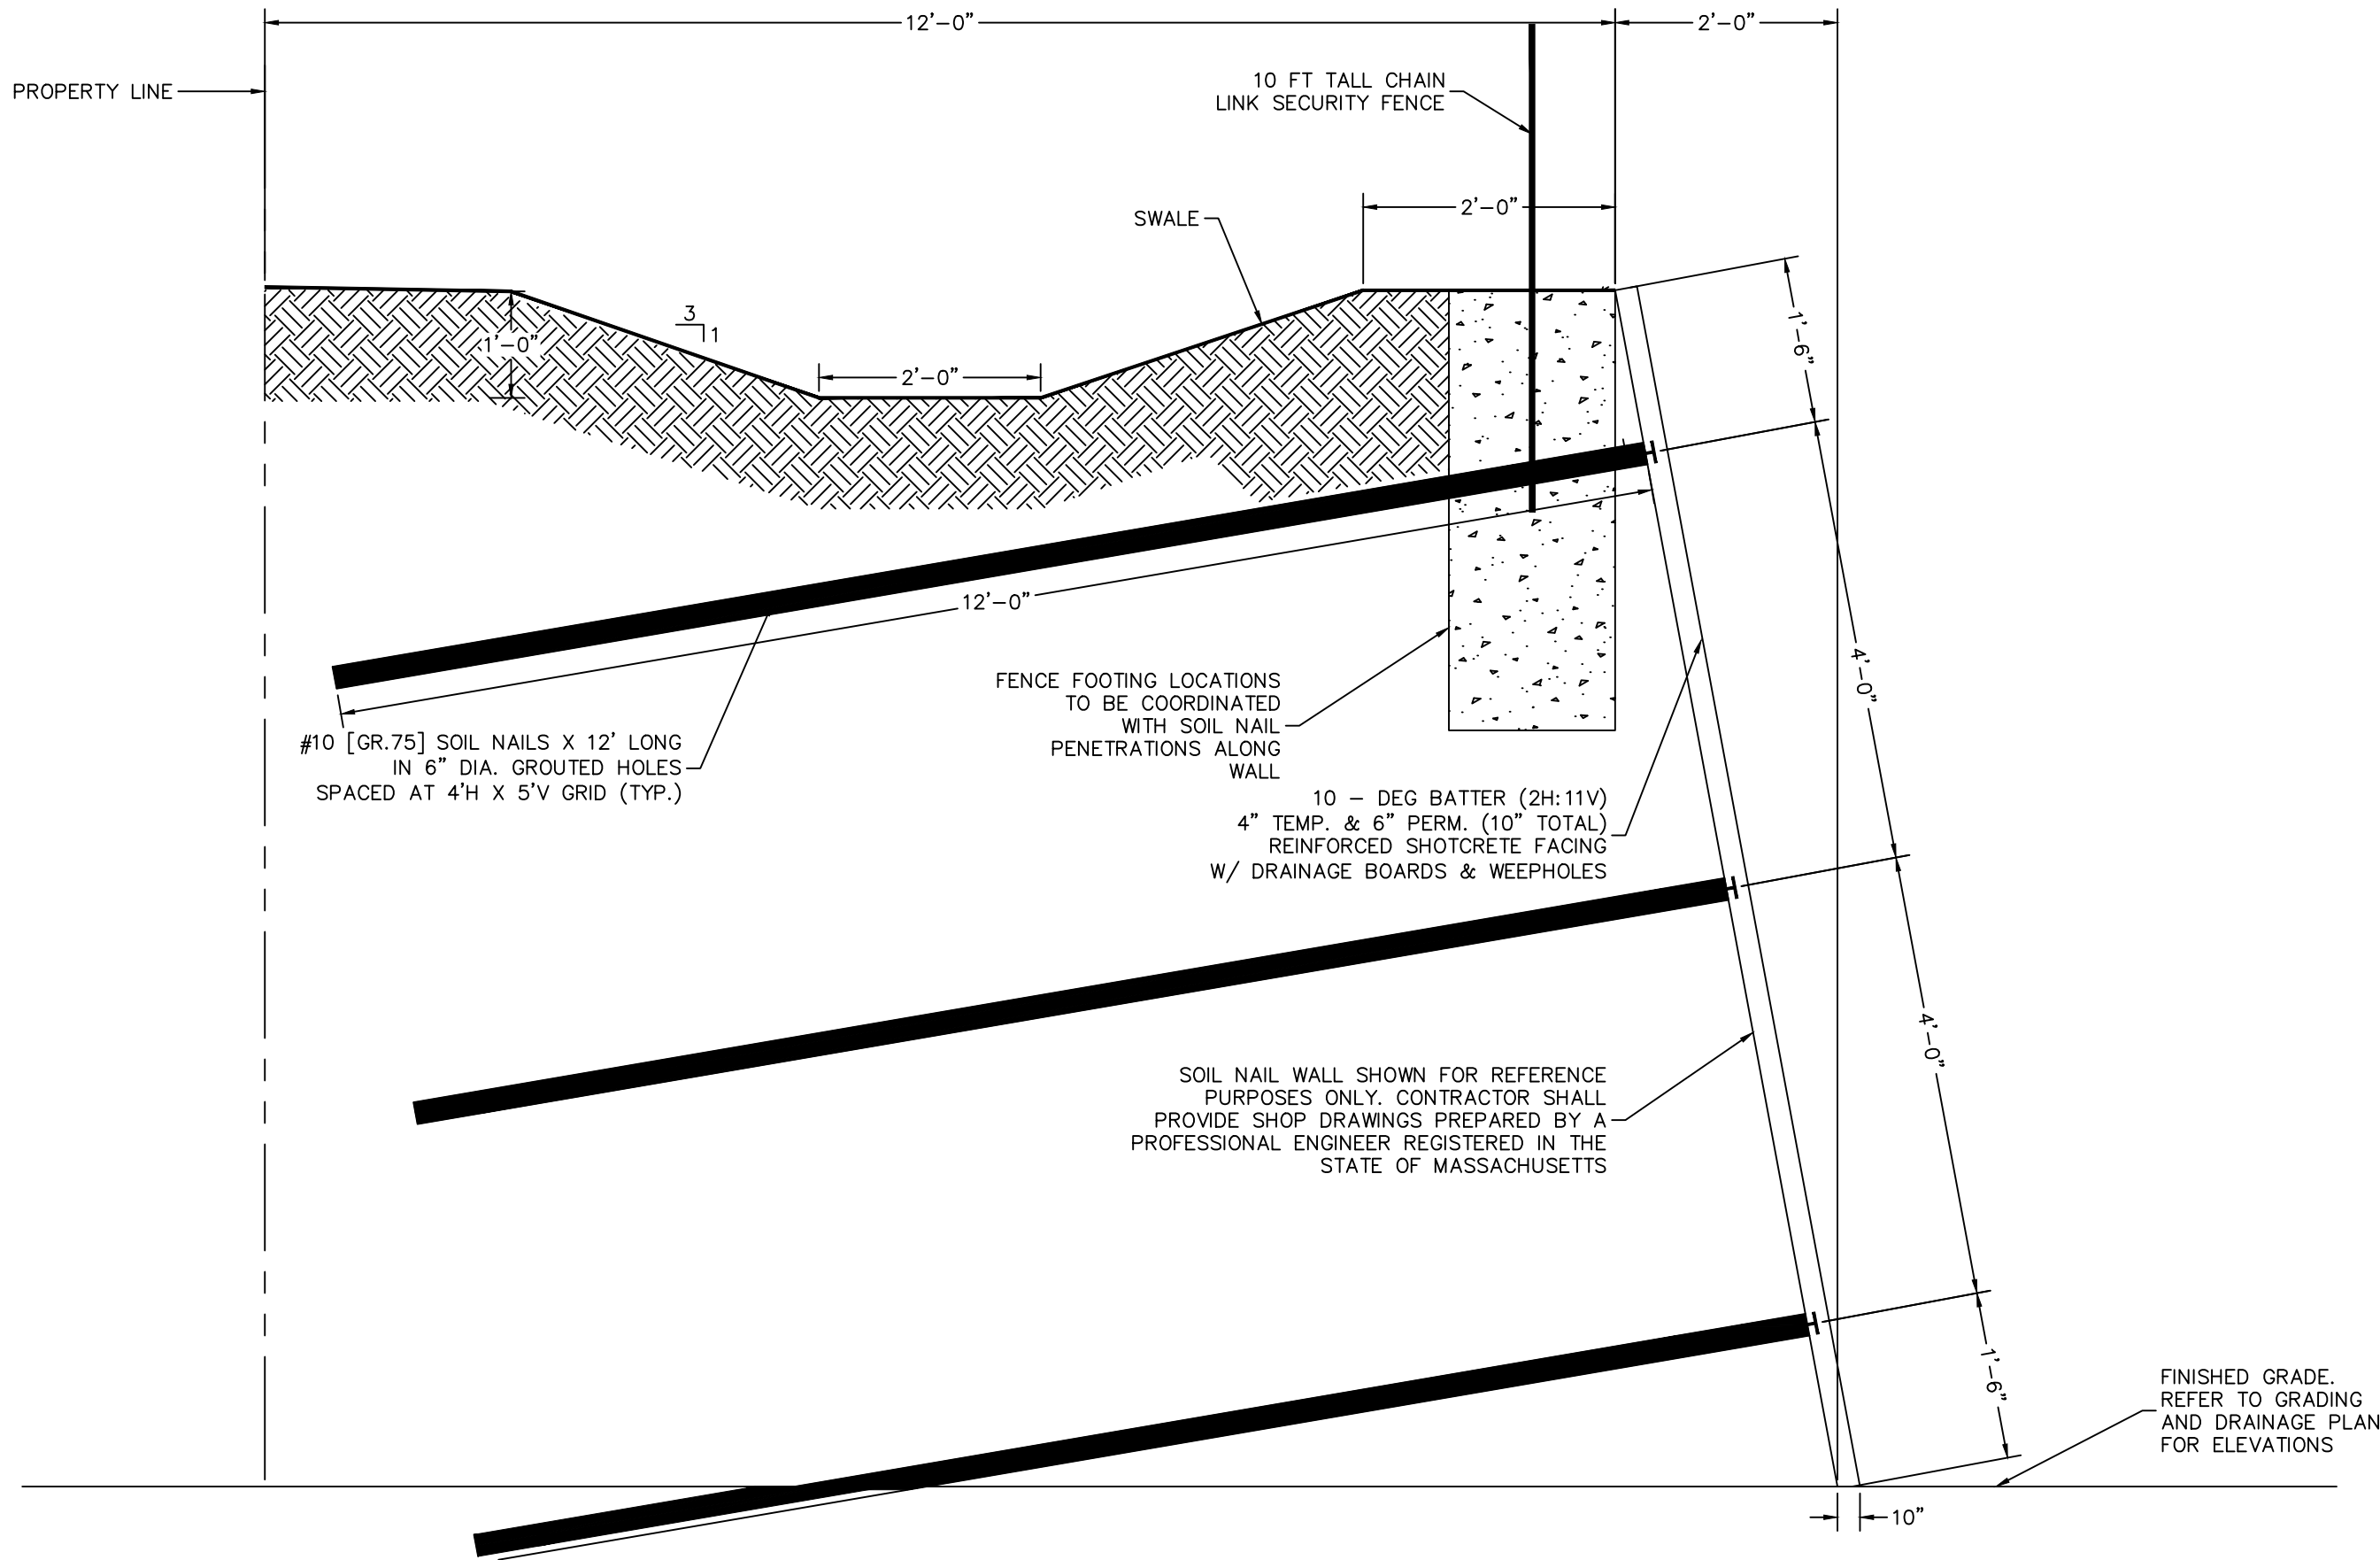 12'-0"
2'-0"
PROPERTY LINE
10 FT TALL CHAIN
LINK SECURITY FENCE
2'-0"
SWALE
3
1
1'-0"
2'-0"
1'-6"
12'-0"
4'-0"
FENCE FOOTING LOCATIONS
TO BE COORDINATED
WITH SOIL NAIL
PENETRATIONS ALONG
WALL
#10 [GR.75] SOIL NAILS X 12' LONG
IN 6" DIA. GROUTED HOLES
SPACED AT 4'H X 5'V GRID (TYP.)
10 - DEG BATTER (2H:11V)
4" TEMP. & 6" PERM. (10" TOTAL)
REINFORCED SHOTCRETE FACING
W/ DRAINAGE BOARDS & WEEPHOLES
4'-0"
SOIL NAIL WALL SHOWN FOR REFERENCE
PURPOSES ONLY. CONTRACTOR SHALL
PROVIDE SHOP DRAWINGS PREPARED BY A
PROFESSIONAL ENGINEER REGISTERED IN THE
STATE OF MASSACHUSETTS
1'-6"
FINISHED GRADE.
REFER TO GRADING
AND DRAINAGE PLAN
FOR ELEVATIONS
10"